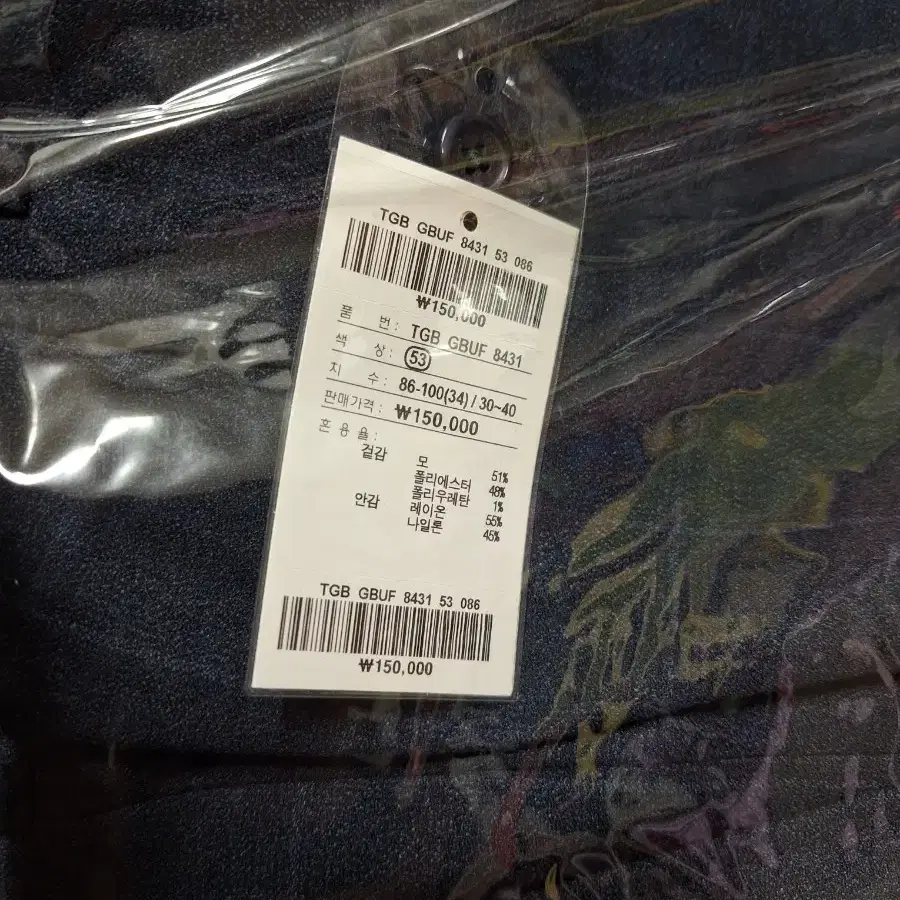 TGB GBUF 8431 53 086
₩150,000
품 번 : TGB GBUF 8431
색 상 : 53
치 수 : 86-100(34) / 30~40
판매가격 : ₩150,000
혼 용 율 :
겉감 모 51%
폴리에스터 48%
폴리우레탄 1%
안감 레이온 55%
나일론 45%
TGB GBUF 8431 53 086
₩150,000